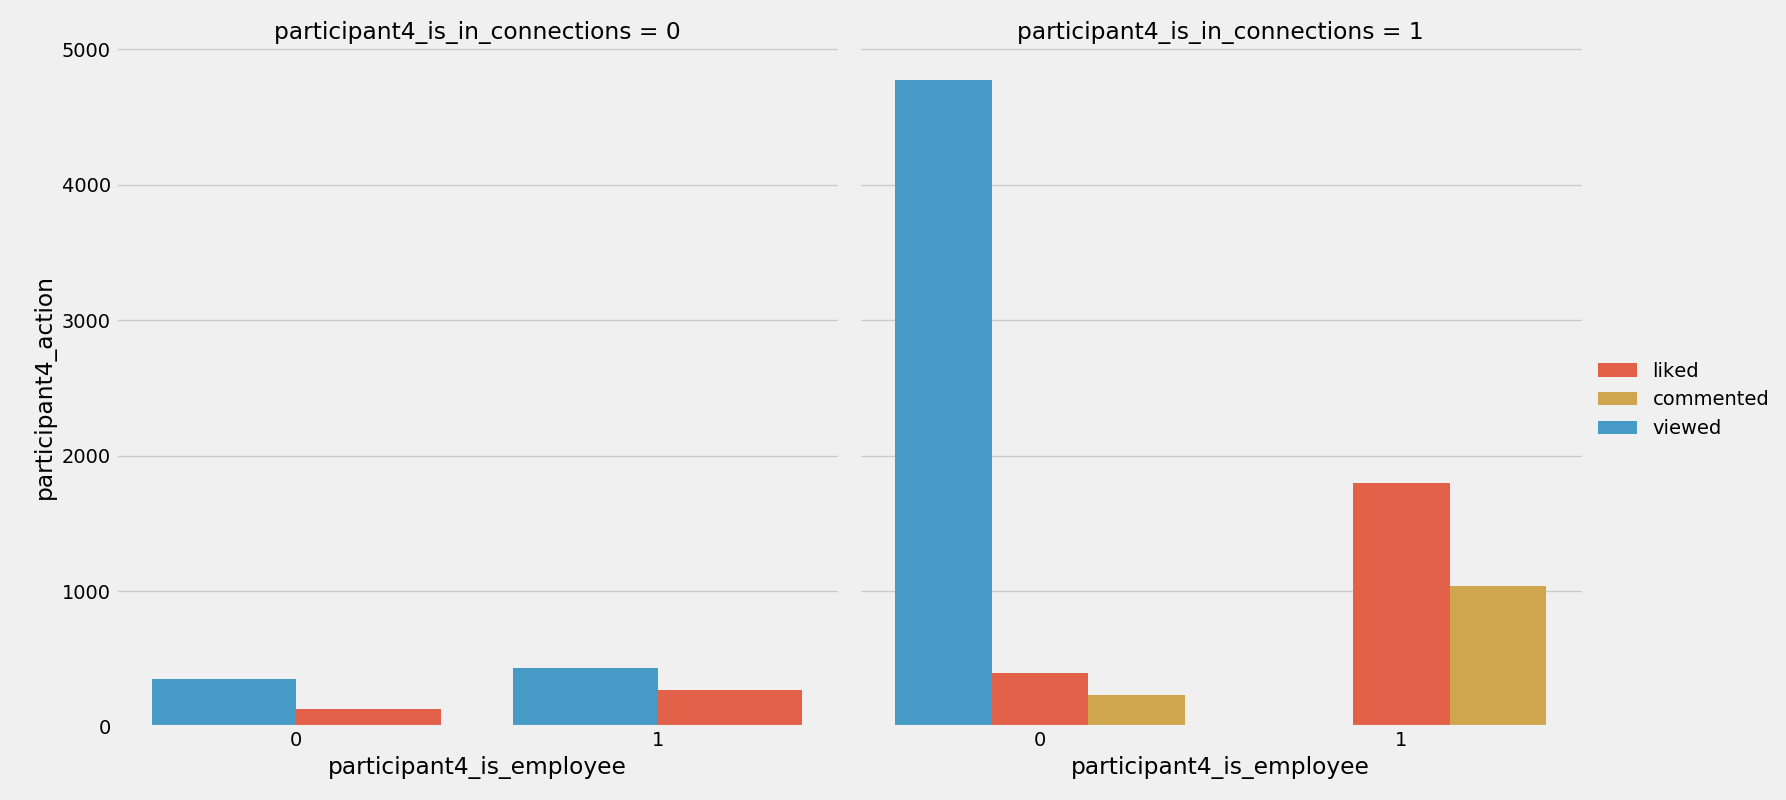 participant4_is_in_connections = 0
participant4_is_in_connections = 1
participant4_action
5000
4000
3000
2000
1000
0
0
1
0
1
participant4_is_employee
participant4_is_employee
liked
commented
viewed